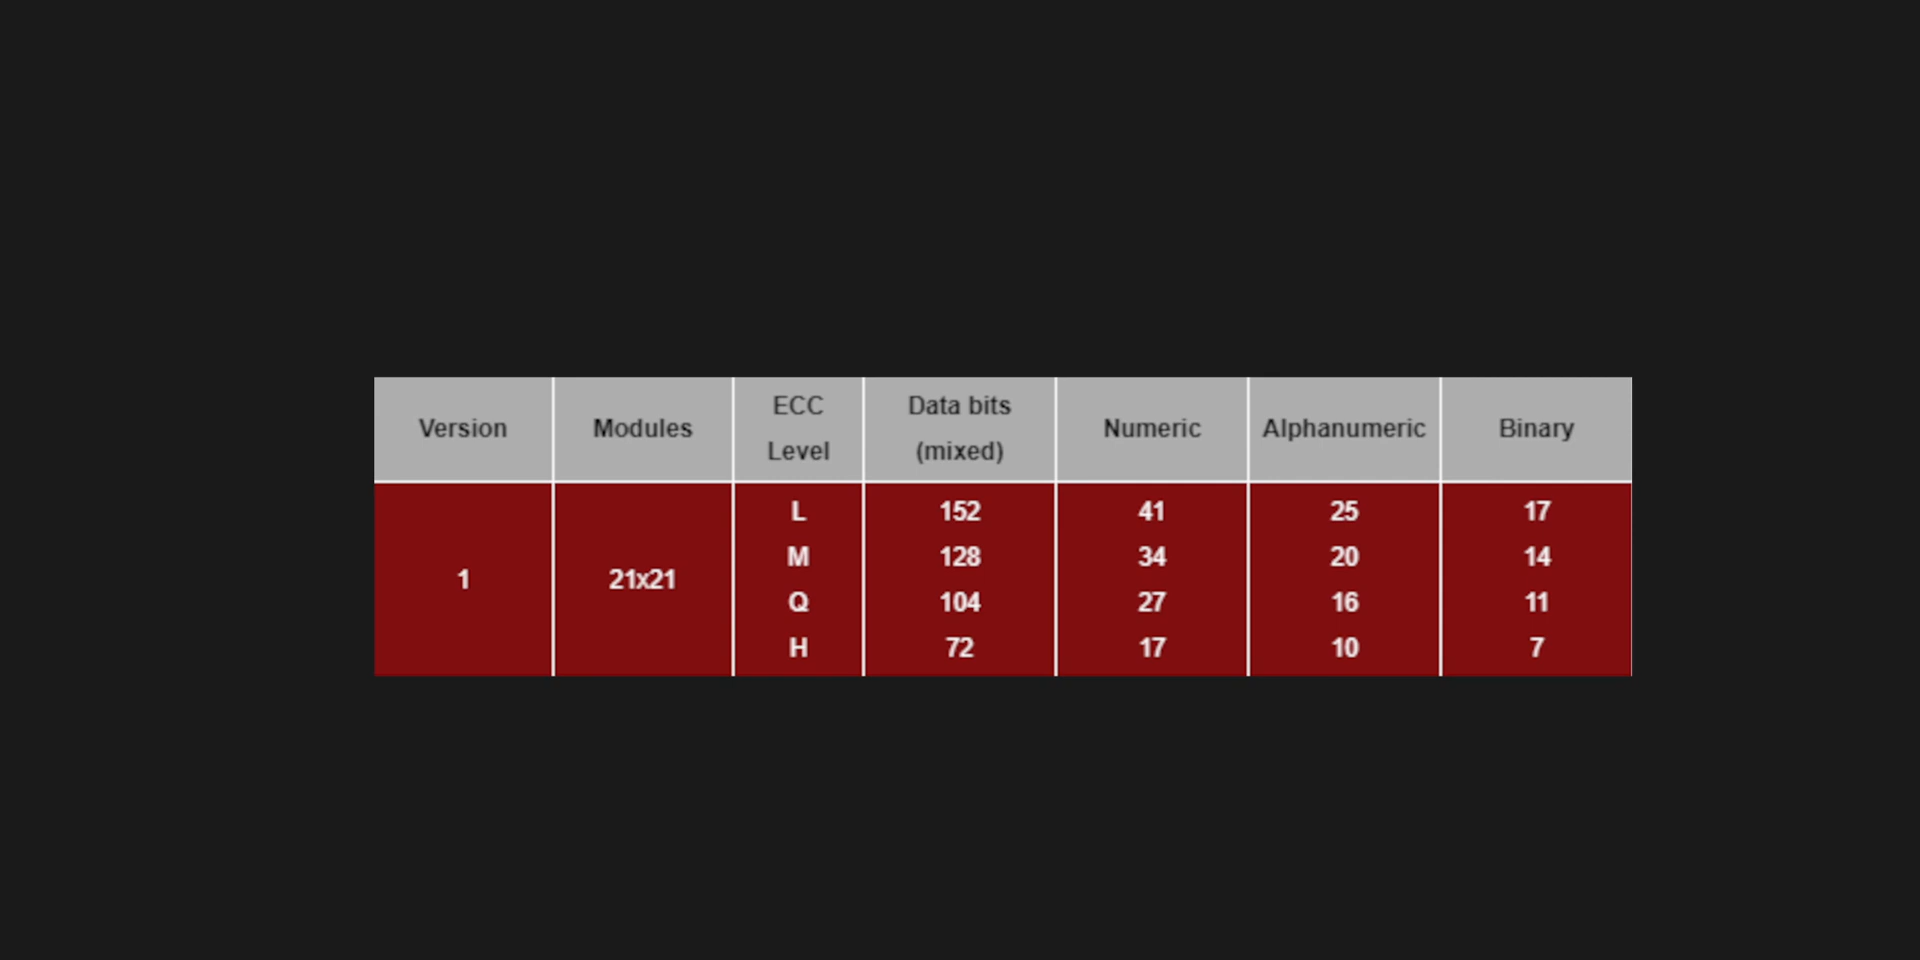 Version Modules ECC Level Data bits (mixed) Numeric Alphanumeric Binary
1 21x21
L 152 41 25 17
M 128 34 20 14
Q 104 27 16 11
H 72 17 10 7